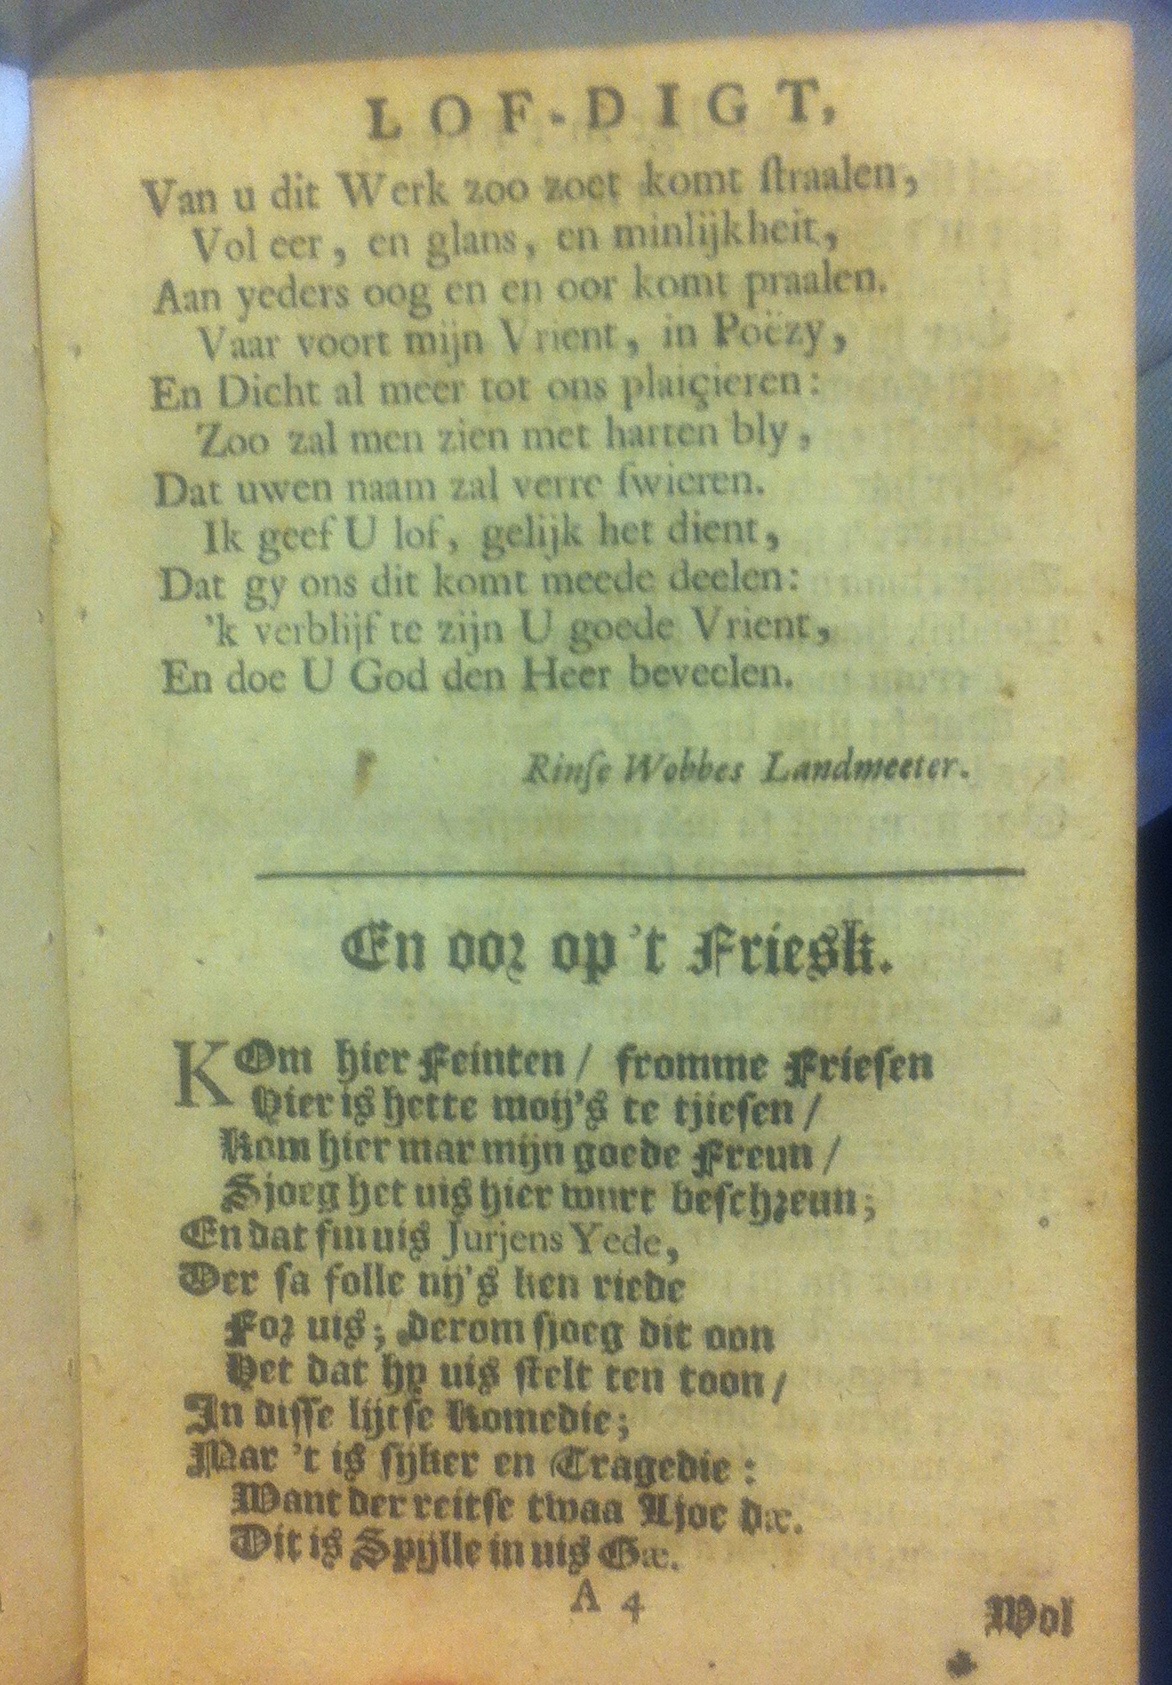 LOF-DIGT,
Van u dit Werk zoo zoet komt ſtraalen,
Vol eer, en glans, en minlijkheit,
Aan yeders oog en en oor komt praalen.
Vaar voort mijn Vrient, in Poëzy,
En Dicht al meer tot ons plaiçieren:
Zoo zal men zien met harten bly,
Dat uwen naam zal verre ſwieren.
Ik geef U lof, gelijk het dient,
Dat gy ons dit komt meede deelen:
'k verblijf te zijn U goede Vrient,
En doe U God den Heer beveelen.
Rinſe Wobbes Landmeeter.
En oor op 't Friesk.
KOm hier Feinten / fromme Frieſen
Hier is hette moij's te tjieſen /
Kom hier mar mijn goede Freun /
Sjoeg het uis hier wurt beſchreun;
En dat fin uis Jurjens Yede,
Der ſa folle nij's ken riede
For uis; derom ſjoeg dit oon
Het dat hy uis ſtelt ten toon /
In diſſe lijtſe Komedie;
Mar 't is ſijker en Tragedie:
Want der reitſe twaa Ljoe dæ.
Dit is Spijlle in uis Gæ.
A 4
Wol